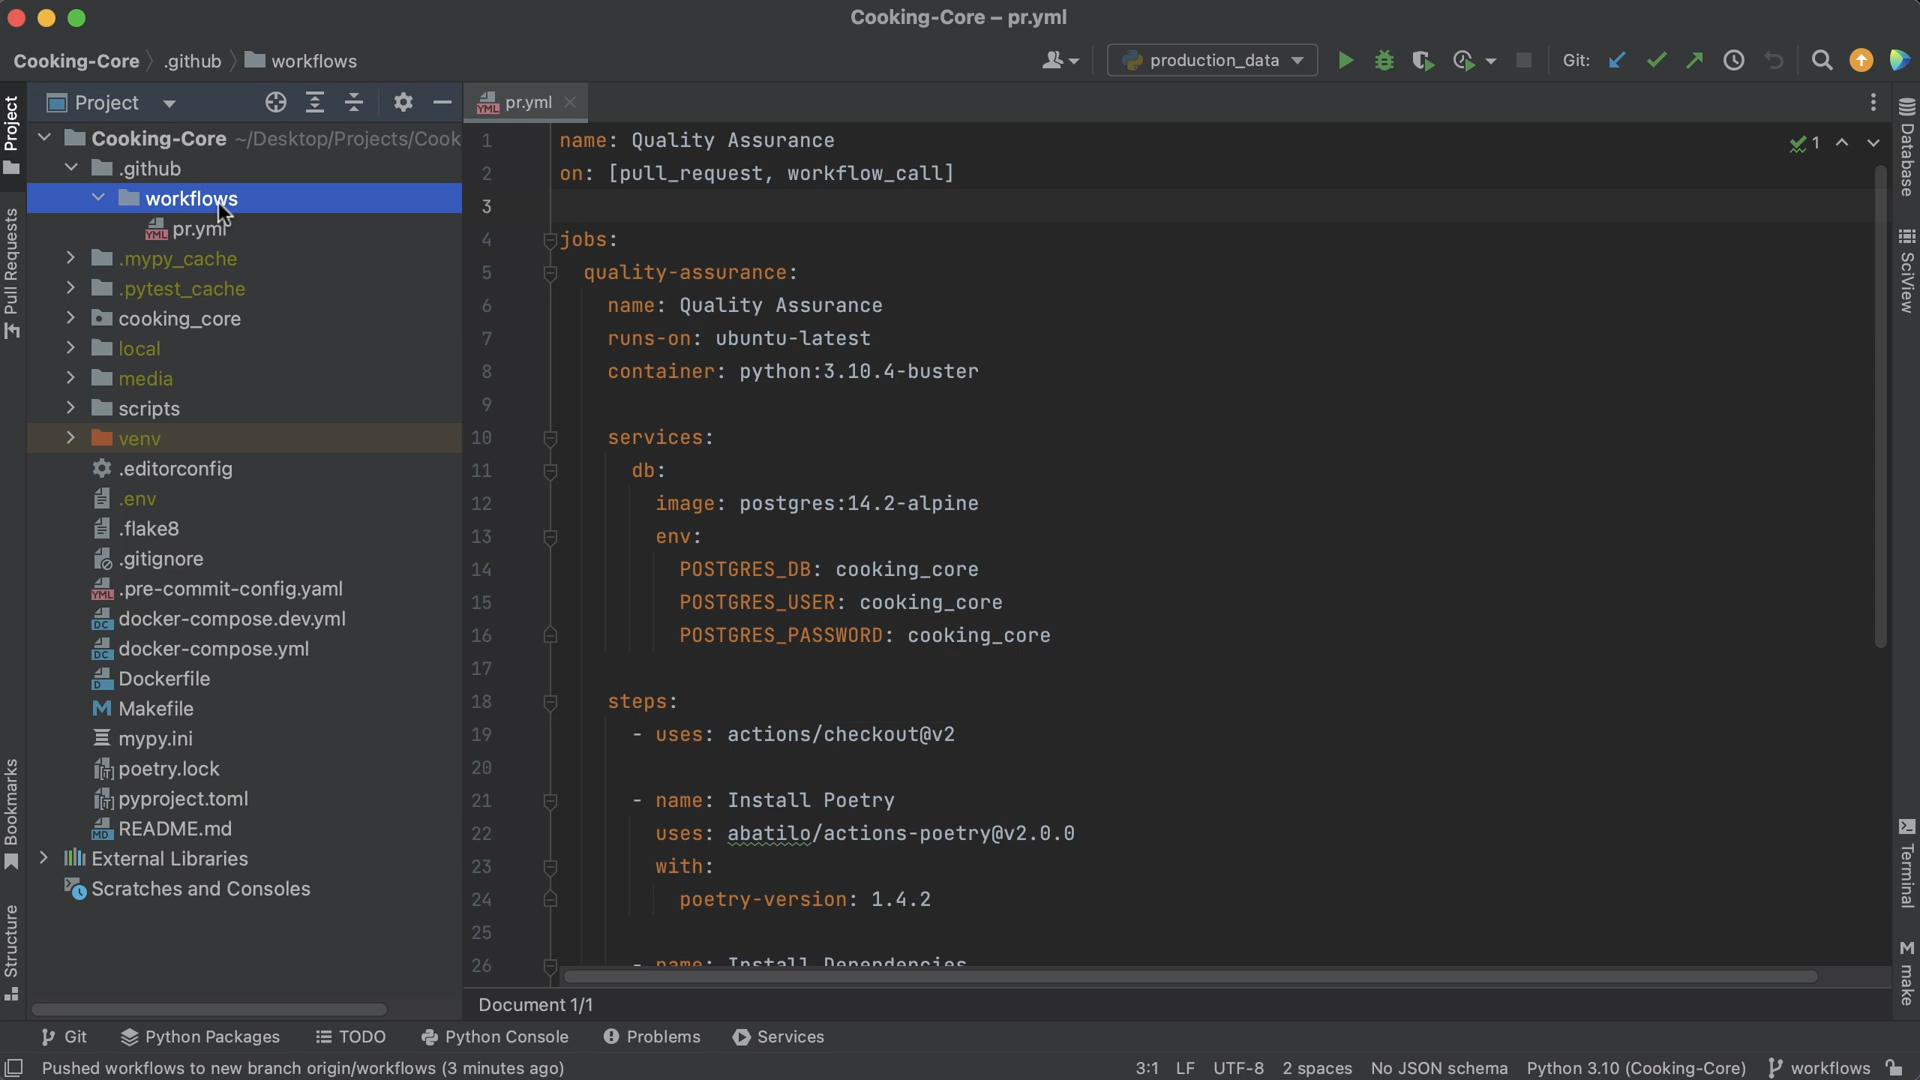 Cooking-Core – pr.yml
Cooking-Core
.github
workflows
production_data
Git:
Project
pr.yml
Project
Pull Requests
Bookmarks
Structure
Cooking-Core ~/Desktop/Projects/Cook
.github
workflows
pr.yml
.mypy_cache
.pytest_cache
cooking_core
local
media
scripts
venv
.editorconfig
.env
.flake8
.gitignore
YML .pre-commit-config.yaml
DC docker-compose.dev.yml
DC docker-compose.yml
D Dockerfile
M Makefile
mypy.ini
poetry.lock
pyproject.toml
MD README.md
External Libraries
Scratches and Consoles
1 name: Quality Assurance
2 on: [pull_request, workflow_call]
3
4 jobs:
5 quality-assurance:
6 name: Quality Assurance
7 runs-on: ubuntu-latest
8 container: python:3.10.4-buster
9
10 services:
11 db:
12 image: postgres:14.2-alpine
13 env:
14 POSTGRES_DB: cooking_core
15 POSTGRES_USER: cooking_core
16 POSTGRES_PASSWORD: cooking_core
17
18 steps:
19 - uses: actions/checkout@v2
20
21 - name: Install Poetry
22 uses: abatilo/actions-poetry@v2.0.0
23 with:
24 poetry-version: 1.4.2
25
26 - name: Install Dependencies
1
Database
SciView
Terminal
M make
Document 1/1
Git
Python Packages
TODO
Python Console
Problems
Services
Pushed workflows to new branch origin/workflows (3 minutes ago)
3:1
LF
UTF-8
2 spaces
No JSON schema
Python 3.10 (Cooking-Core)
workflows